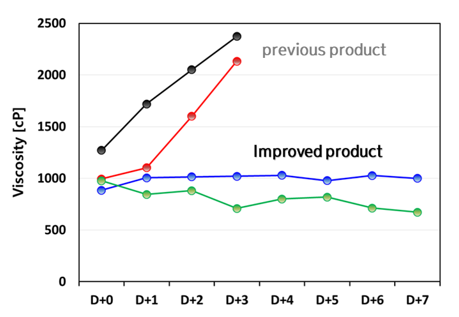 2500
previous product
2000
1500
Improved product
1000
500
0
Viscosity [cP]
D+0 D+1 D+2 D+3 D+4 D+5 D+6 D+7